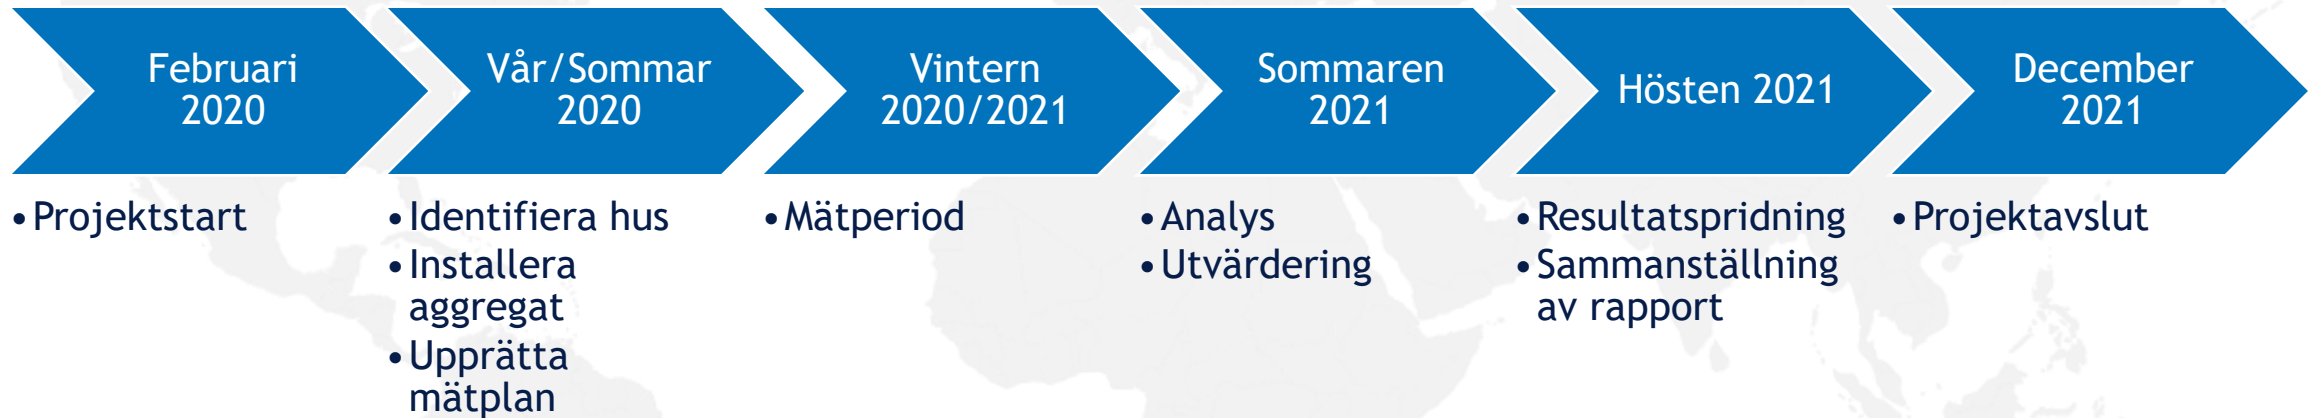 Februari
2020
Vår/Sommar
2020
Vintern
2020/2021
Sommaren
2021
Hösten 2021
December
2021
•Projektstart
•Identifiera hus
•Installera
aggregat
•Upprätta
mätplan
•Mätperiod
•Analys
•Utvärdering
•Resultatspridning
•Sammanställning
av rapport
•Projektavslut